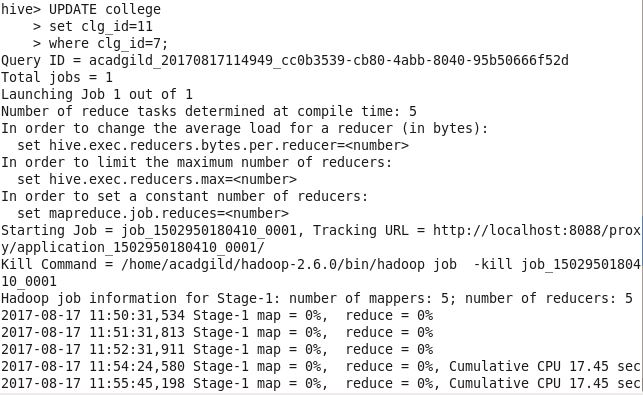 hive> UPDATE college
    > set clg_id=11
    > where clg_id=7;
Query ID = acadgild_20170817114949_cc0b3539-cb80-4abb-8040-95b50666f52d
Total jobs = 1
Launching Job 1 out of 1
Number of reduce tasks determined at compile time: 5
In order to change the average load for a reducer (in bytes):
  set hive.exec.reducers.bytes.per.reducer=<number>
In order to limit the maximum number of reducers:
  set hive.exec.reducers.max=<number>
In order to set a constant number of reducers:
  set mapreduce.job.reduces=<number>
Starting Job = job_1502950180410_0001, Tracking URL = http://localhost:8088/prox
y/application_1502950180410_0001/
Kill Command = /home/acadgild/hadoop-2.6.0/bin/hadoop job  -kill job_15029501804
10_0001
Hadoop job information for Stage-1: number of mappers: 5; number of reducers: 5
2017-08-17 11:50:31,534 Stage-1 map = 0%,  reduce = 0%
2017-08-17 11:51:31,813 Stage-1 map = 0%,  reduce = 0%
2017-08-17 11:52:31,911 Stage-1 map = 0%,  reduce = 0%
2017-08-17 11:54:24,580 Stage-1 map = 0%,  reduce = 0%, Cumulative CPU 17.45 sec
2017-08-17 11:55:45,198 Stage-1 map = 0%,  reduce = 0%, Cumulative CPU 17.45 sec